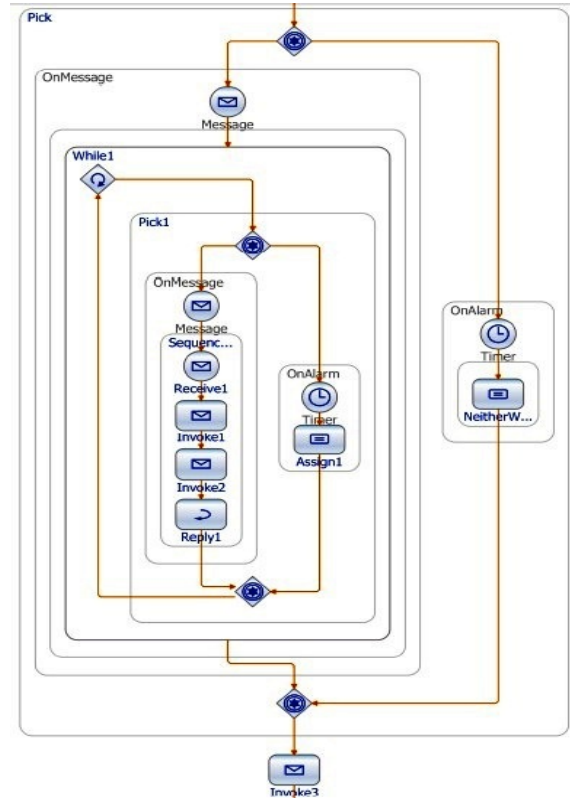 Pick
OnMessage
Message
While1
Pick1
OnMessage
Message
Sequenc...
Receive1
Invoke1
Invoke2
Reply1
OnAlarm
Timer
Assign1
OnAlarm
Timer
NeitherW...
Invoke3